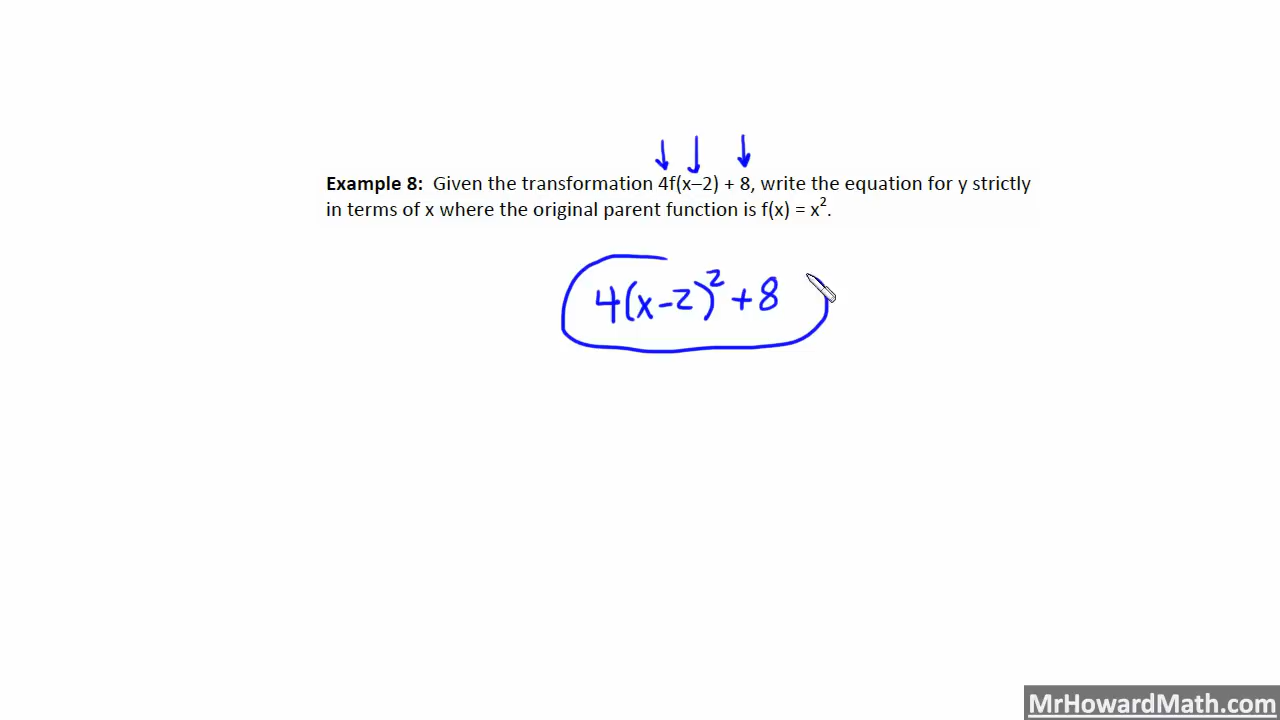 Example 8: Given the transformation 4f(x–2) + 8, write the equation for y strictly
in terms of x where the original parent function is f(x) = x².
4(x-2)² +8
MrHowardMath.com